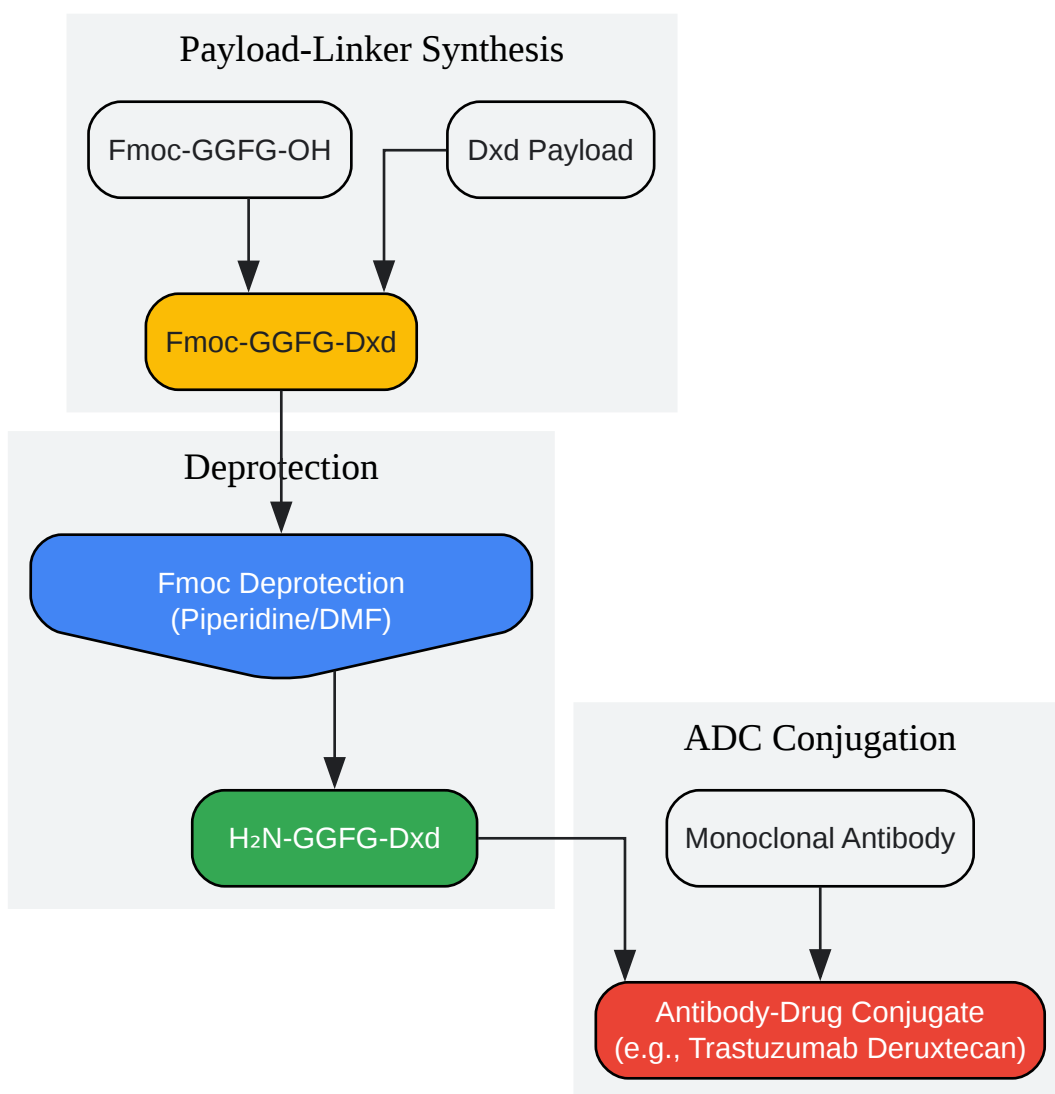 Payload-Linker Synthesis
Fmoc-GGFG-OH
Dxd Payload
Fmoc-GGFG-Dxd
Deprotection
Fmoc Deprotection
(Piperidine/DMF)
H₂N-GGFG-Dxd
ADC Conjugation
Monoclonal Antibody
Antibody-Drug Conjugate
(e.g., Trastuzumab Deruxtecan)